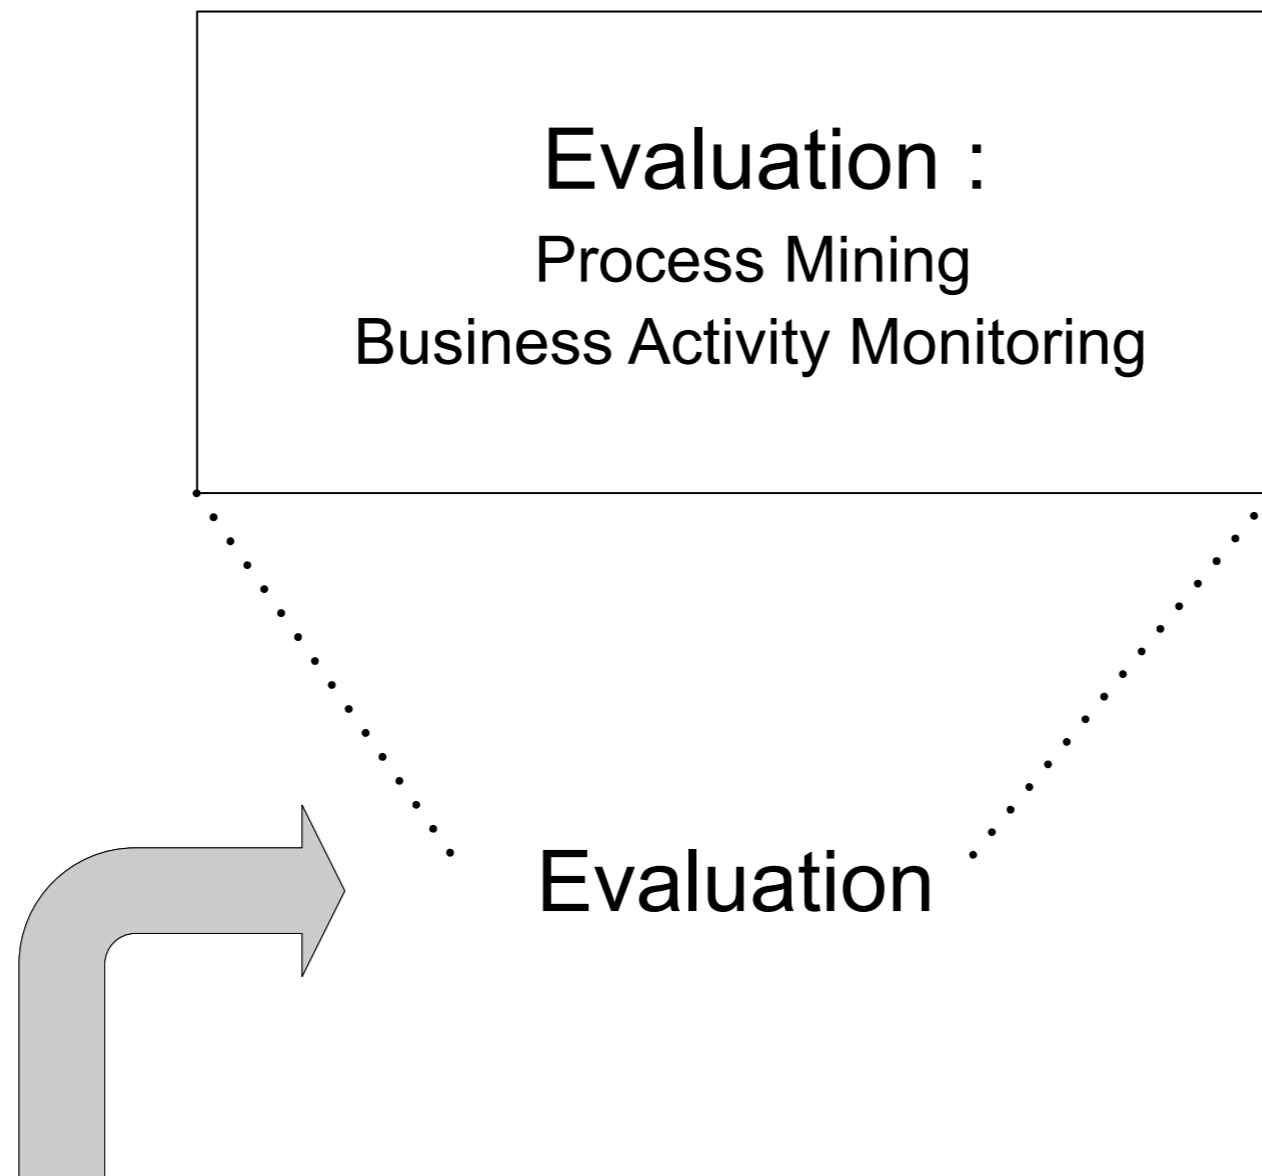 Evaluation :
Process Mining
Business Activity Monitoring
Evaluation